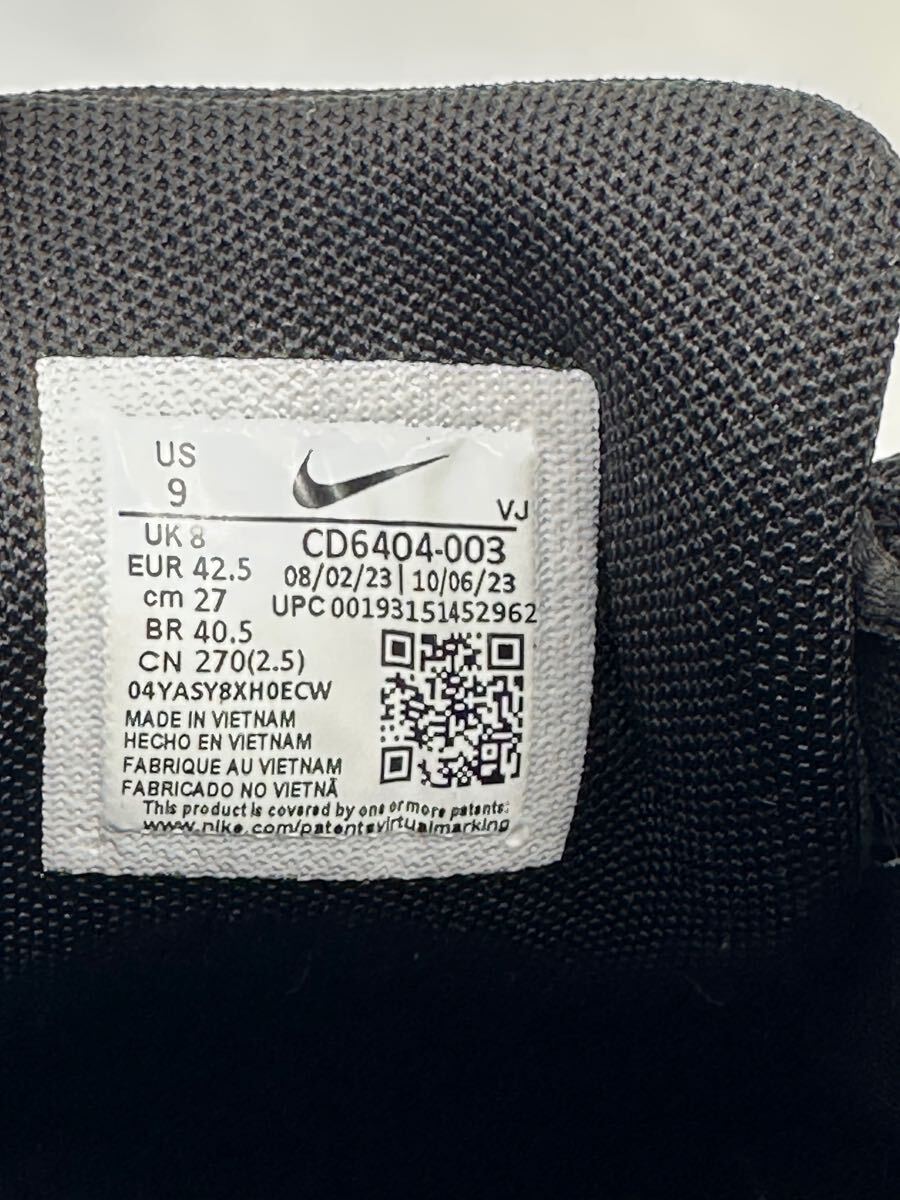 US
9
VJ
UK 8
EUR 42.5
cm 27
BR 40.5
CN 270(2.5)
CD6404-003
08/02/23 | 10/06/23
UPC 00193151452962
04YASY8XH0ECW
MADE IN VIETNAM
HECHO EN VIETNAM
FABRIQUE AU VIETNAM
FABRICADO NO VIETNÃ
This product is covered by one or more patents:
www.nike.com/patentsvirtualmarking